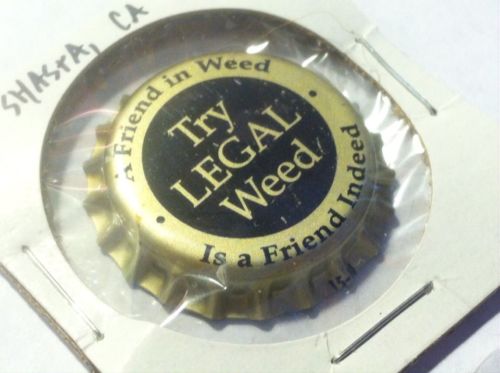 SHASTA, CA
A Friend in Weed
Try
LEGAL
Weed
Is a Friend Indeed